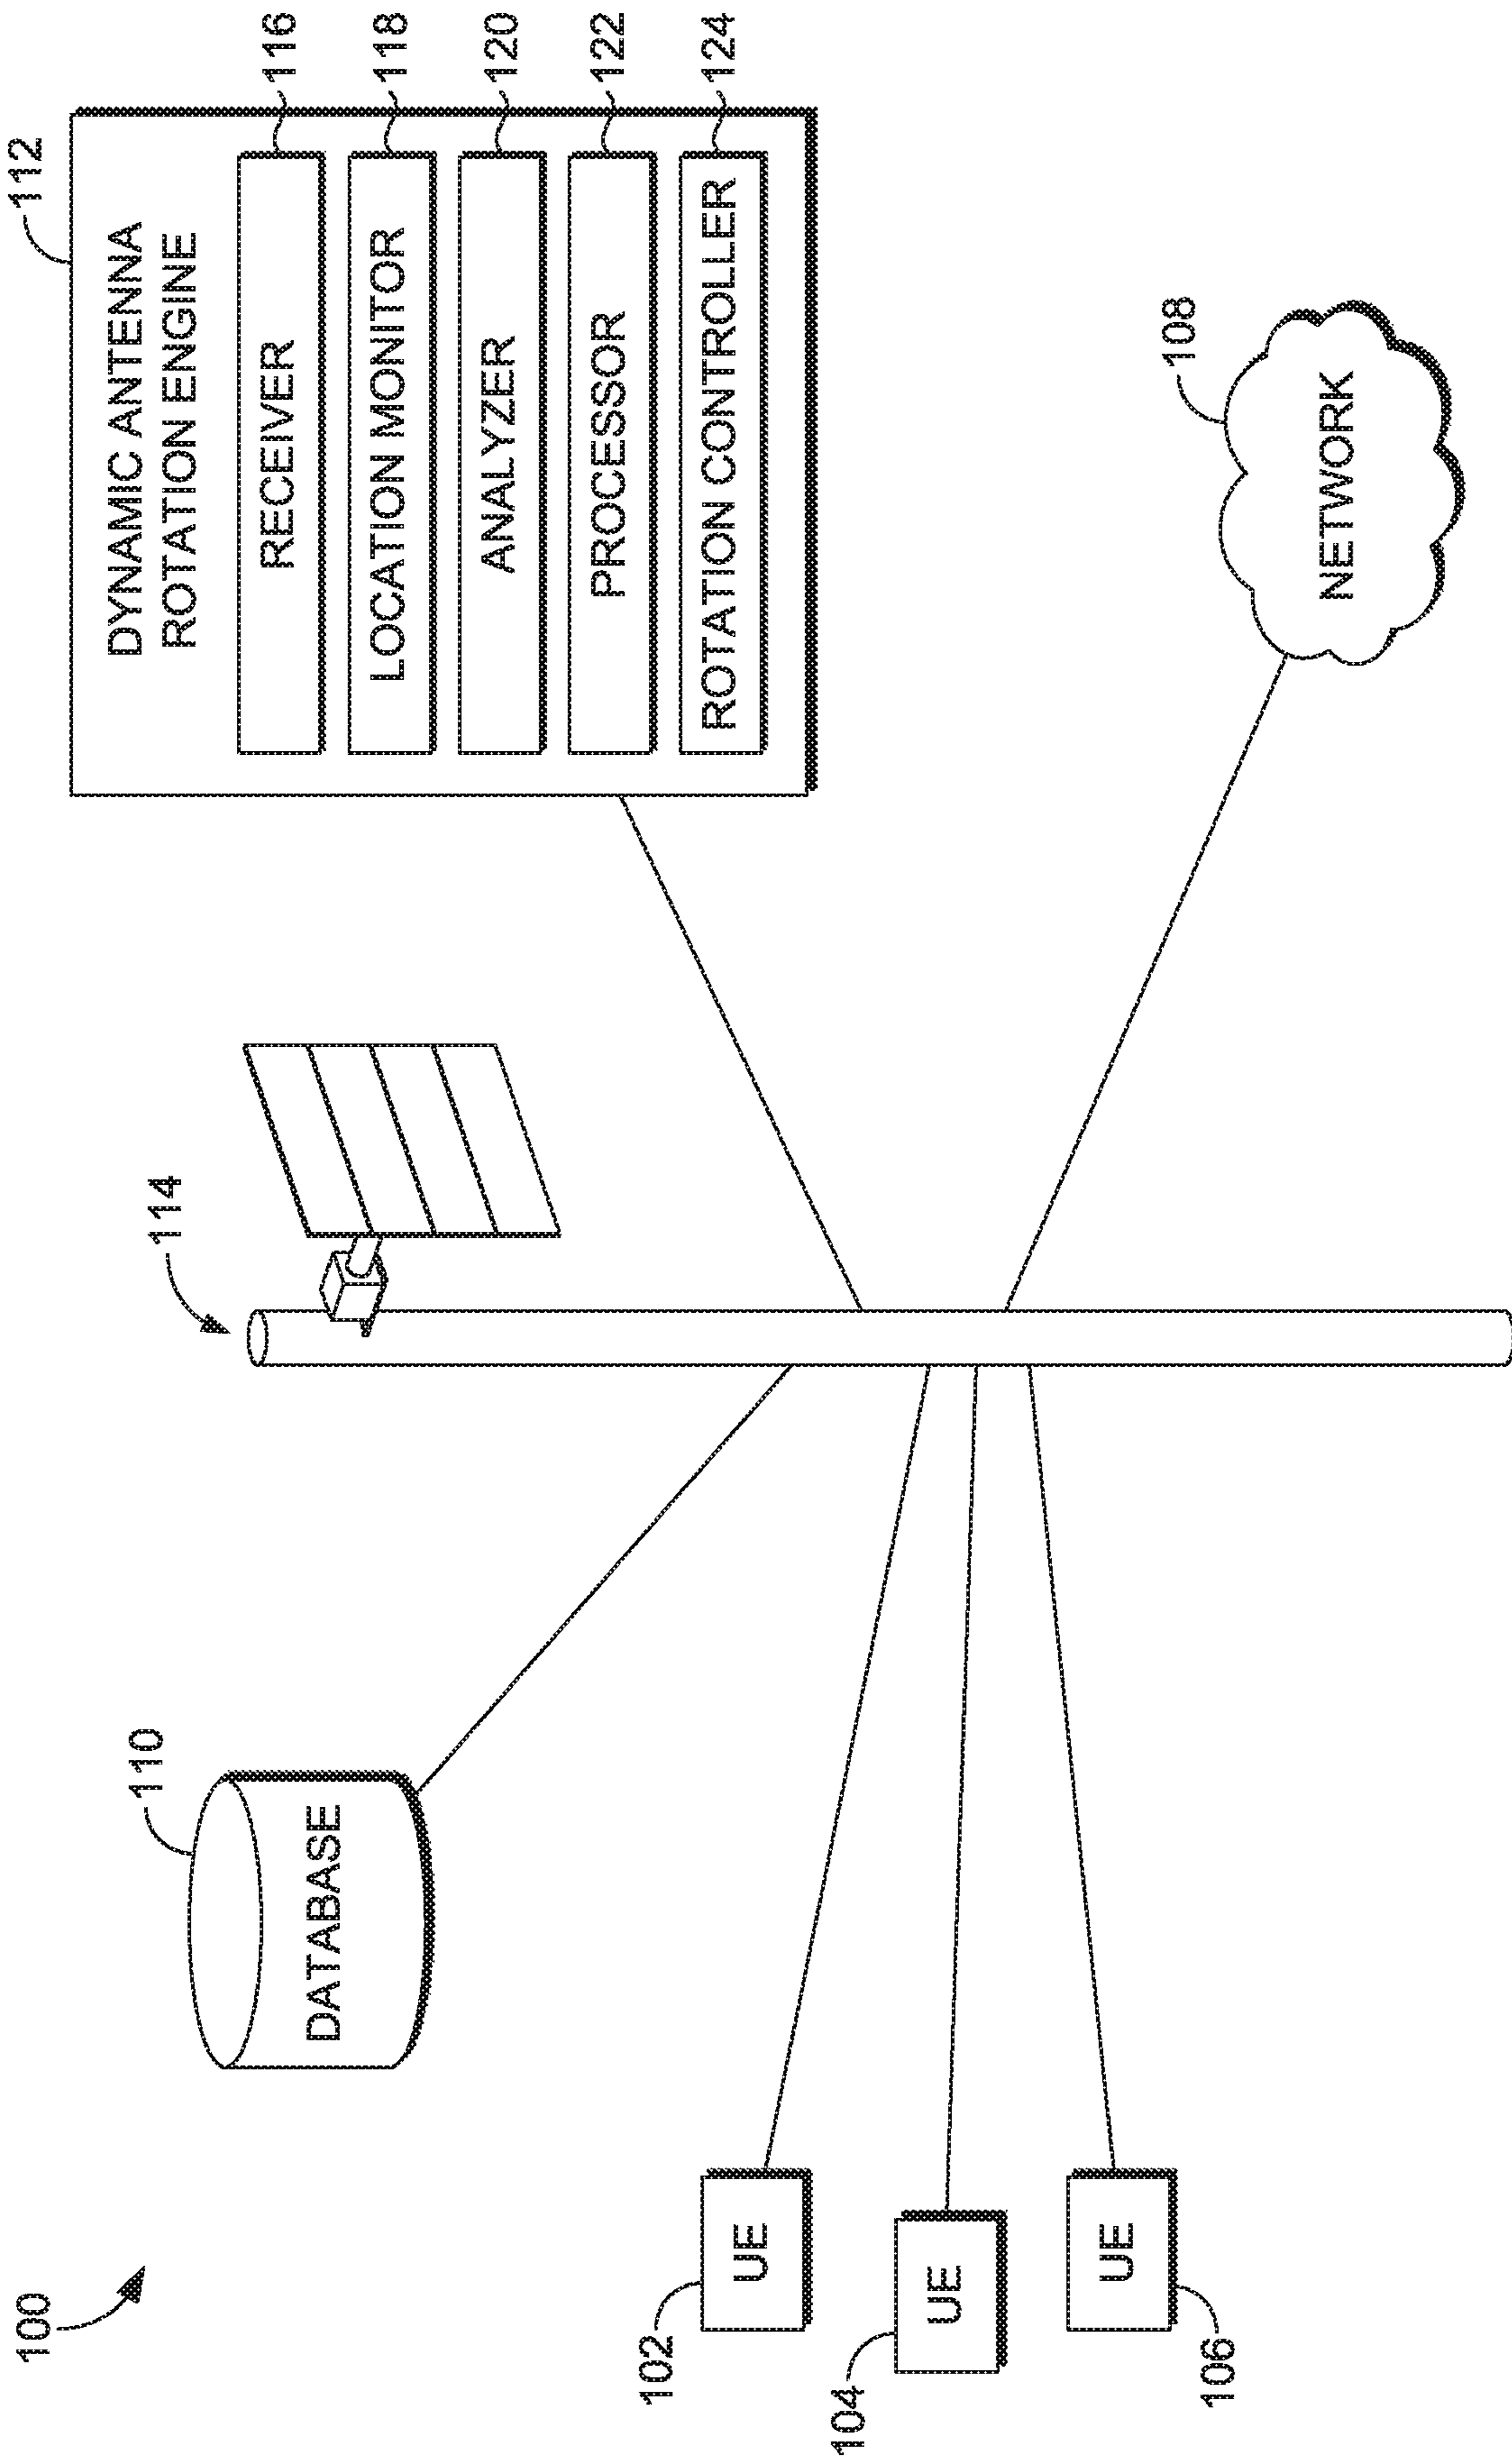 100
110
DATABASE
114
112
DYNAMIC ANTENNA
ROTATION ENGINE
RECEIVER
116
LOCATION MONITOR
118
ANALYZER
120
PROCESSOR
122
ROTATION CONTROLLER
124
102
UE
104
UE
106
UE
108
NETWORK